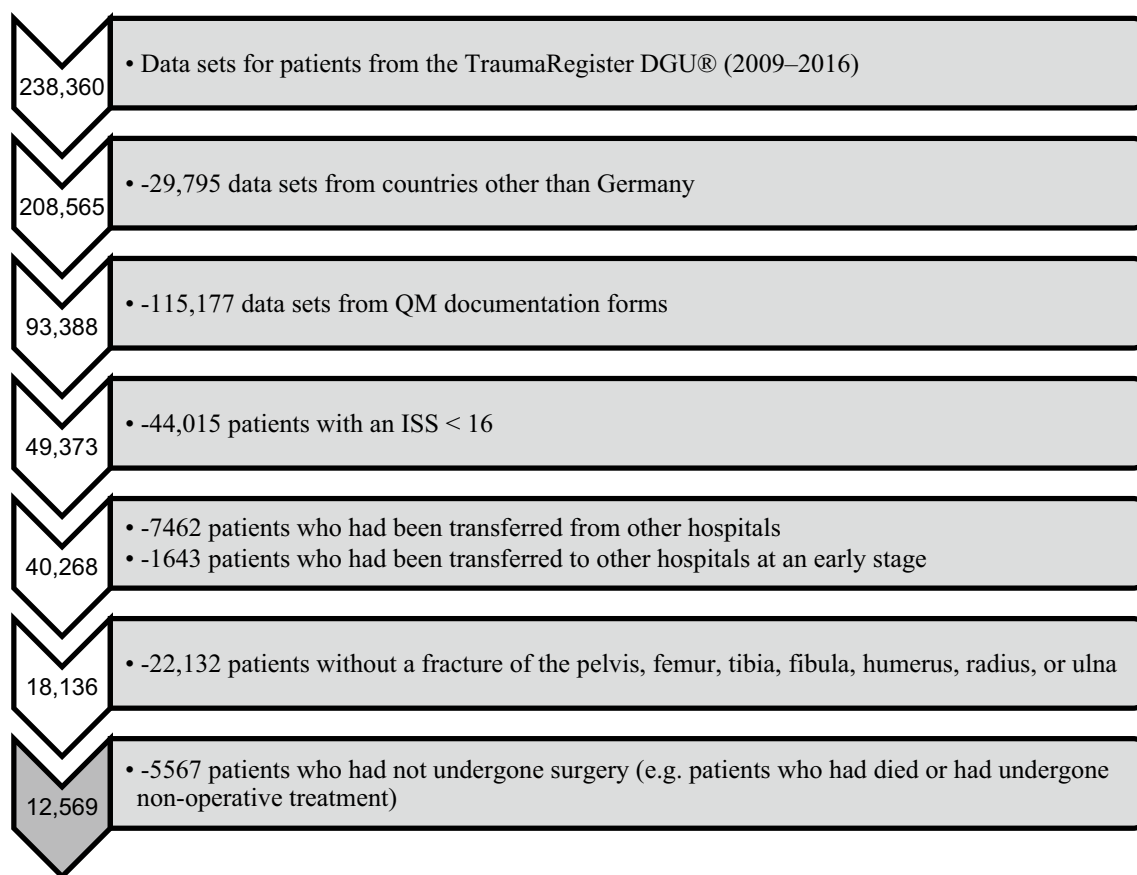 238,360
• Data sets for patients from the TraumaRegister DGU® (2009–2016)
208,565
• -29,795 data sets from countries other than Germany
93,388
• -115,177 data sets from QM documentation forms
49,373
• -44,015 patients with an ISS < 16
40,268
• -7462 patients who had been transferred from other hospitals
• -1643 patients who had been transferred to other hospitals at an early stage
18,136
• -22,132 patients without a fracture of the pelvis, femur, tibia, fibula, humerus, radius, or ulna
12,569
• -5567 patients who had not undergone surgery (e.g. patients who had died or had undergone
non-operative treatment)